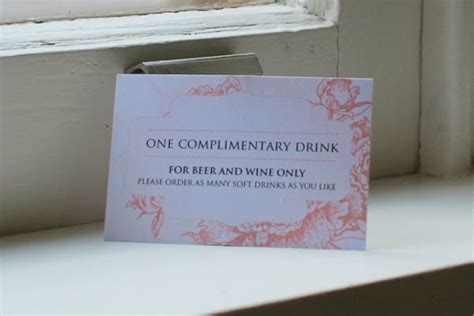 ONE COMPLIMENTARY DRINK
FOR BEER AND WINE ONLY
PLEASE ORDER AS MANY SOFT DRINKS AS YOU LIKE